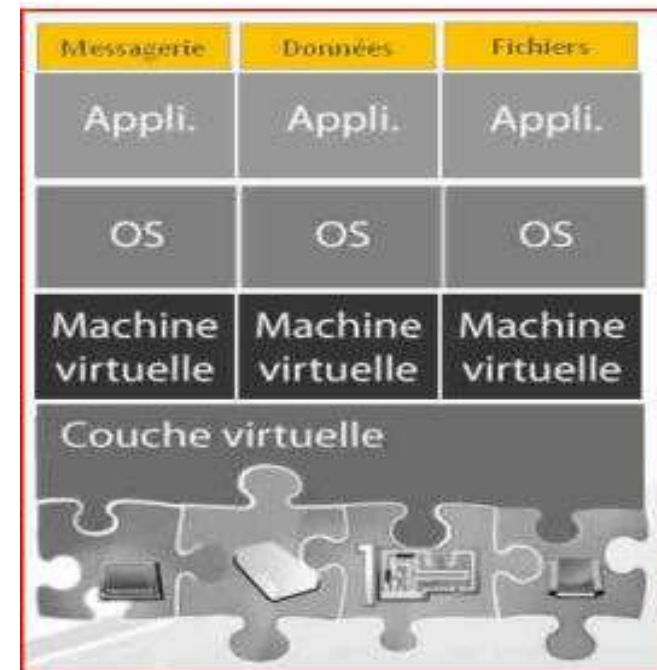 Messagerie Données Fichiers
Appli. Appli. Appli.
OS OS OS
Machine virtuelle Machine virtuelle Machine virtuelle
Couche virtuelle